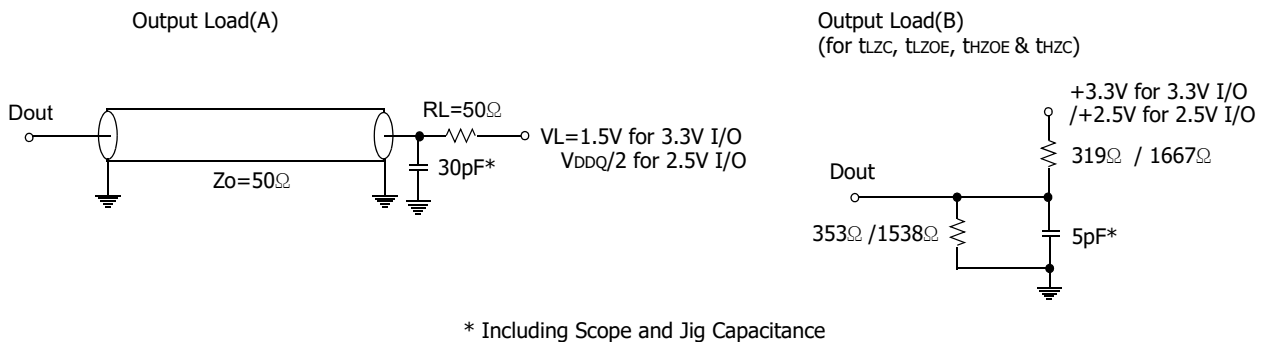 Output Load(A)
Dout
Zo=50Ω
RL=50Ω
30pF*
VL=1.5V for 3.3V I/O
VDDQ/2 for 2.5V I/O
Output Load(B)
(for tLZC, tLZOE, tHZOE & tHZC)
+3.3V for 3.3V I/O
/+2.5V for 2.5V I/O
319Ω / 1667Ω
Dout
353Ω /1538Ω
5pF*
* Including Scope and Jig Capacitance